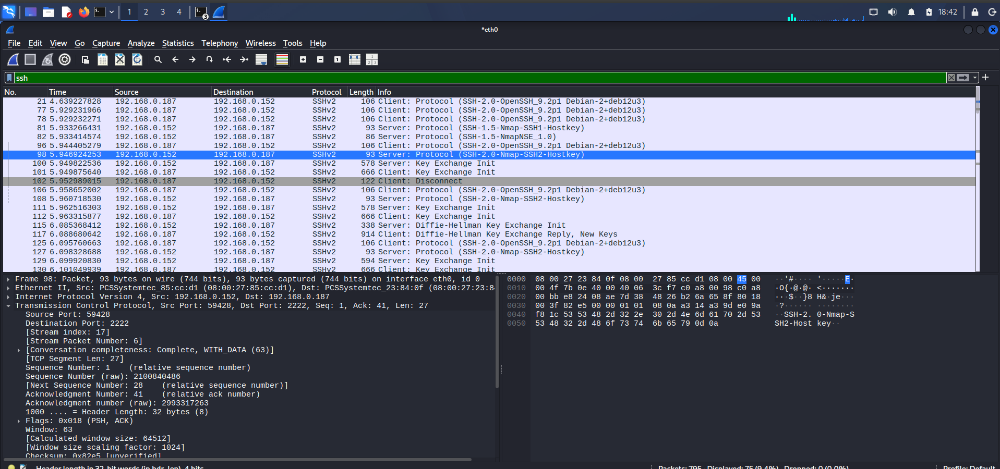 1 2 3 4 3 18:42
*eth0
File Edit View Go Capture Analyze Statistics Telephony Wireless Tools Help
ssh
No. Time Source Destination Protocol Length Info
21 4.639227828 192.168.0.187 192.168.0.152 SSHv2 106 Client: Protocol (SSH-2.0-OpenSSH_9.2p1 Debian-2+deb12u3)
77 5.929231966 192.168.0.187 192.168.0.152 SSHv2 106 Client: Protocol (SSH-2.0-OpenSSH_9.2p1 Debian-2+deb12u3)
78 5.929232271 192.168.0.187 192.168.0.152 SSHv2 106 Client: Protocol (SSH-2.0-OpenSSH_9.2p1 Debian-2+deb12u3)
81 5.933266431 192.168.0.152 192.168.0.187 SSHv2 93 Server: Protocol (SSH-1.5-Nmap-SSH1-Hostkey)
82 5.933414574 192.168.0.152 192.168.0.187 SSHv2 86 Server: Protocol (SSH-1.5-NmapNSE_1.0)
96 5.944405279 192.168.0.187 192.168.0.152 SSHv2 106 Client: Protocol (SSH-2.0-OpenSSH_9.2p1 Debian-2+deb12u3)
98 5.946924253 192.168.0.152 192.168.0.187 SSHv2 93 Server: Protocol (SSH-2.0-Nmap-SSH2-Hostkey)
100 5.949822536 192.168.0.152 192.168.0.187 SSHv2 578 Server: Key Exchange Init
101 5.949875640 192.168.0.187 192.168.0.152 SSHv2 666 Client: Key Exchange Init
102 5.952989015 192.168.0.187 192.168.0.152 SSHv2 122 Client: Disconnect
106 5.958652002 192.168.0.187 192.168.0.152 SSHv2 106 Client: Protocol (SSH-2.0-OpenSSH_9.2p1 Debian-2+deb12u3)
108 5.960718530 192.168.0.152 192.168.0.187 SSHv2 93 Server: Protocol (SSH-2.0-Nmap-SSH2-Hostkey)
111 5.962516303 192.168.0.152 192.168.0.187 SSHv2 578 Server: Key Exchange Init
112 5.963315877 192.168.0.187 192.168.0.152 SSHv2 666 Client: Key Exchange Init
115 6.085368412 192.168.0.152 192.168.0.187 SSHv2 338 Server: Diffie-Hellman Key Exchange Init
117 6.088680642 192.168.0.187 192.168.0.152 SSHv2 914 Client: Diffie-Hellman Key Exchange Reply, New Keys
125 6.095760663 192.168.0.187 192.168.0.152 SSHv2 106 Client: Protocol (SSH-2.0-OpenSSH_9.2p1 Debian-2+deb12u3)
127 6.098328688 192.168.0.152 192.168.0.187 SSHv2 93 Server: Protocol (SSH-2.0-Nmap-SSH2-Hostkey)
129 6.099920830 192.168.0.152 192.168.0.187 SSHv2 594 Server: Key Exchange Init
130 6.101049939 192.168.0.187 192.168.0.152 SSHv2 666 Client: Key Exchange Init
Frame 98: Packet, 93 bytes on wire (744 bits), 93 bytes captured (744 bits) on interface eth0, id 0
Ethernet II, Src: PCSSystemtec_85:cc:d1 (08:00:27:85:cc:d1), Dst: PCSSystemtec_23:84:0f (08:00:27:23:84
Internet Protocol Version 4, Src: 192.168.0.152, Dst: 192.168.0.187
Transmission Control Protocol, Src Port: 59428, Dst Port: 2222, Seq: 1, Ack: 41, Len: 27
Source Port: 59428
Destination Port: 2222
[Stream index: 17]
[Stream Packet Number: 6]
[Conversation completeness: Complete, WITH_DATA (63)]
[TCP Segment Len: 27]
Sequence Number: 1 (relative sequence number)
Sequence Number (raw): 2100840486
[Next Sequence Number: 28 (relative sequence number)]
Acknowledgment Number: 41 (relative ack number)
Acknowledgment number (raw): 2993317263
1000 .... = Header Length: 32 bytes (8)
Flags: 0x018 (PSH, ACK)
Window: 63
[Calculated window size: 64512]
[Window size scaling factor: 1024]
Checksum: 0x82e5 [unverified]
0000 08 00 27 23 84 0f 08 00 27 85 cc d1 08 00 45 00 ··'#···· '·····E·
0010 00 4f 7b 0e 40 00 40 06 3c f7 c0 a8 00 98 c0 a8 ·O{·@·@· <·······
0020 00 bb e8 24 08 ae 7d 38 48 26 b2 6a 65 8f 80 18 ···$··}8 H&·je···
0030 00 3f 82 e5 00 00 01 01 08 0a a3 14 a3 9d e0 9a ·?······ ········
0040 f8 1c 53 53 48 2d 32 2e 30 2d 4e 6d 61 70 2d 53 ··SSH-2. 0-Nmap-S
0050 53 48 32 2d 48 6f 73 74 6b 65 79 0d 0a SH2-Host key··
Header length in 32-bit words (ip.hdr_len), 4 bits Packets: 795 Displayed: 75 (9.4%) Dropped: 0 (0.0%) Profile: Default